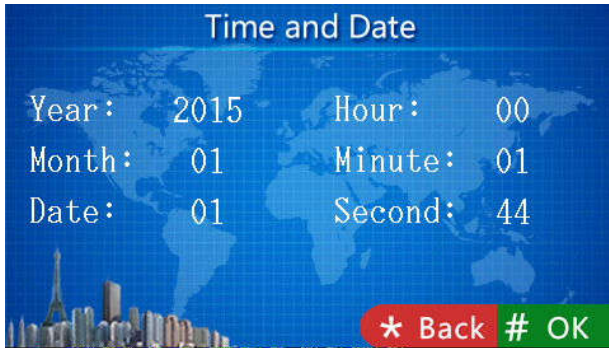 Time and Date
Year: 2015 Hour: 00
Month: 01 Minute: 01
Date: 01 Second: 44
* Back # OK